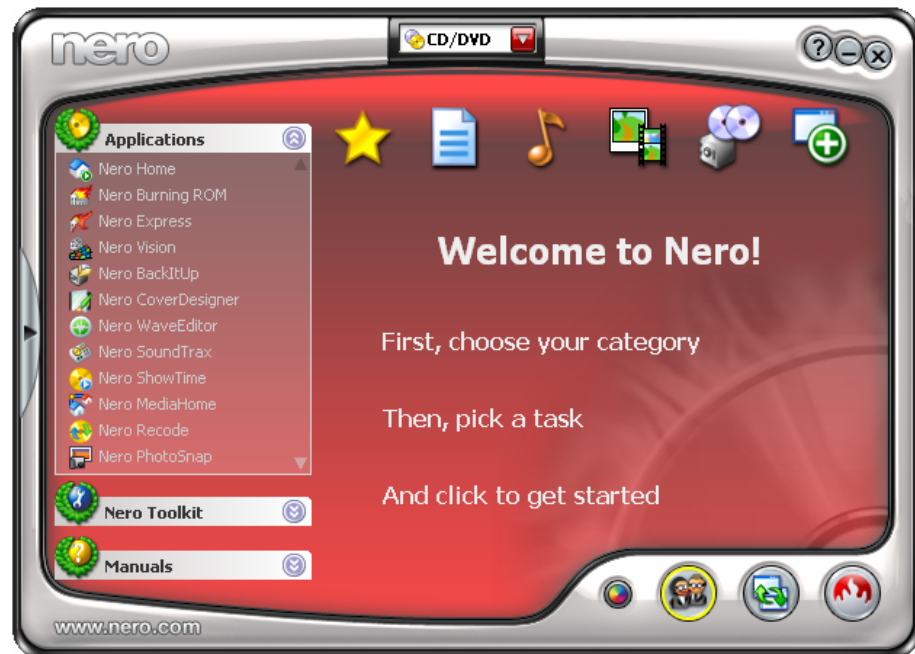 nero
CD/DVD
?
Applications
Nero Home
Nero Burning ROM
Nero Express
Nero Vision
Nero BackItUp
Nero CoverDesigner
Nero WaveEditor
Nero SoundTrax
Nero ShowTime
Nero MediaHome
Nero Recode
Nero PhotoSnap
Nero Toolkit
Manuals
Welcome to Nero!
First, choose your category
Then, pick a task
And click to get started
www.nero.com